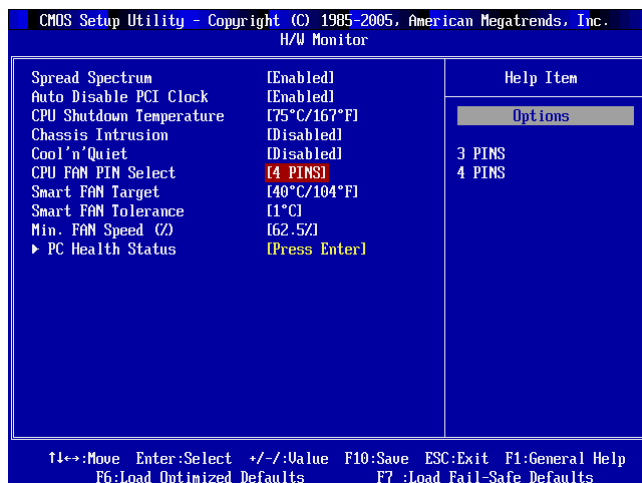 CMOS Setup Utility - Copyright (C) 1985-2005, American Megatrends, Inc.
H/W Monitor
Spread Spectrum [Enabled]
Auto Disable PCI Clock [Enabled]
CPU Shutdown Temperature [75°C/167°F]
Chassis Intrusion [Disabled]
Cool'n'Quiet [Disabled]
CPU FAN PIN Select [4 PINS]
Smart FAN Target [40°C/104°F]
Smart FAN Tolerance [1°C]
Min. FAN Speed (%) [62.5%]
▶ PC Health Status [Press Enter]
Help Item
Options
3 PINS
4 PINS
↑↓↔:Move Enter:Select +/-/:Value F10:Save ESC:Exit F1:General Help
F6:Load Optimized Defaults F7 :Load Fail-Safe Defaults